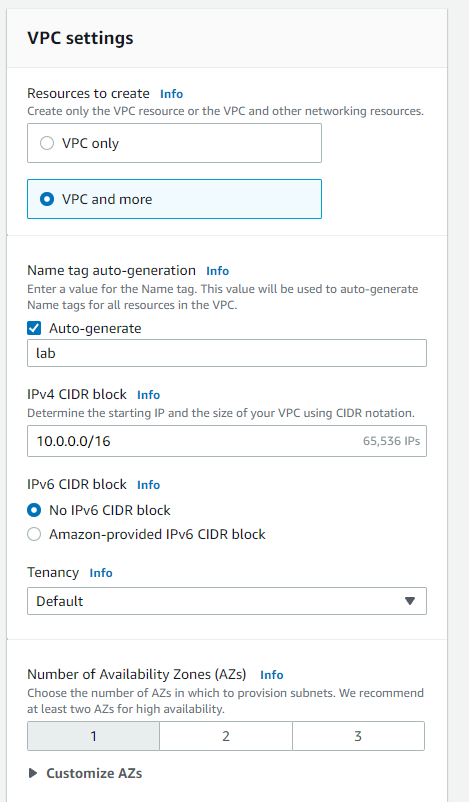 VPC settings
Resources to create Info
Create only the VPC resource or the VPC and other networking resources.
VPC only
VPC and more
Name tag auto-generation Info
Enter a value for the Name tag. This value will be used to auto-generate
Name tags for all resources in the VPC.
Auto-generate
lab
IPv4 CIDR block Info
Determine the starting IP and the size of your VPC using CIDR notation.
10.0.0.0/16 65,536 IPs
IPv6 CIDR block Info
No IPv6 CIDR block
Amazon-provided IPv6 CIDR block
Tenancy Info
Default
Number of Availability Zones (AZs) Info
Choose the number of AZs in which to provision subnets. We recommend
at least two AZs for high availability.
1 2 3
Customize AZs